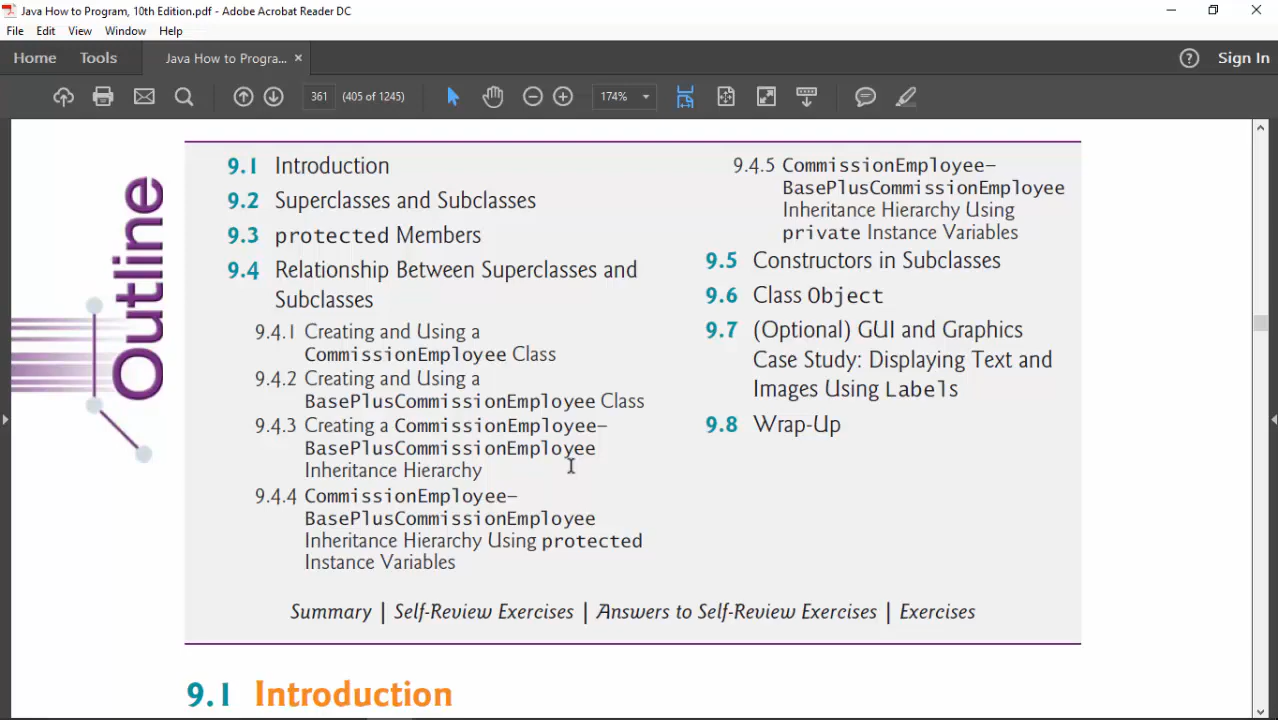 Java How to Program, 10th Edition.pdf - Adobe Acrobat Reader DC
File Edit View Window Help
Home Tools Java How to Progra... × ? Sign In
361 (405 of 1245) 174%
Outline
9.1 Introduction
9.2 Superclasses and Subclasses
9.3 protected Members
9.4 Relationship Between Superclasses and
Subclasses
9.4.1 Creating and Using a
CommissionEmployee Class
9.4.2 Creating and Using a
BasePlusCommissionEmployee Class
9.4.3 Creating a CommissionEmployee–
BasePlusCommissionEmployee
Inheritance Hierarchy
9.4.4 CommissionEmployee–
BasePlusCommissionEmployee
Inheritance Hierarchy Using protected
Instance Variables
9.4.5 CommissionEmployee–
BasePlusCommissionEmployee
Inheritance Hierarchy Using
private Instance Variables
9.5 Constructors in Subclasses
9.6 Class Object
9.7 (Optional) GUI and Graphics
Case Study: Displaying Text and
Images Using Labels
9.8 Wrap-Up
Summary | Self-Review Exercises | Answers to Self-Review Exercises | Exercises
9.1 Introduction